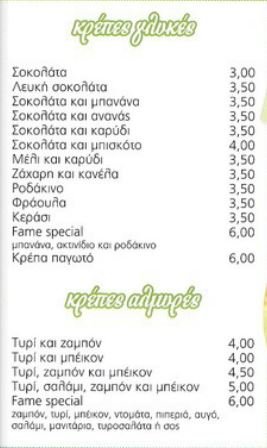 κρέπες γλυκές
Σοκολάτα 3,00
Λευκή σοκολάτα 3,50
Σοκολάτα και μπανάνα 3,50
Σοκολάτα και ανανάς 3,50
Σοκολάτα και καρύδι 3,50
Σοκολάτα και μπισκότο 4,00
Μέλι και καρύδι 3,50
Ζάχαρη και κανέλα 3,50
Ροδάκινο 3,50
Φράουλα 3,50
Κεράσι 3,50
Fame special 6,00
μπανάνα, ακτινίδιο και ροδάκινο
Κρέπα παγωτό 6,00
κρέπες αλμυρές
Τυρί και ζαμπόν 4,00
Τυρί και μπέικον 4,00
Τυρί, ζαμπόν και μπέικον 4,50
Τυρί, σαλάμι, ζαμπόν και μπέικον 5,00
Fame special 6,00
ζαμπόν, τυρί, μπέικον, ντομάτα, πιπεριά, αυγό,
σαλάμι, μανιτάρια, τυροσαλάτα ή σος